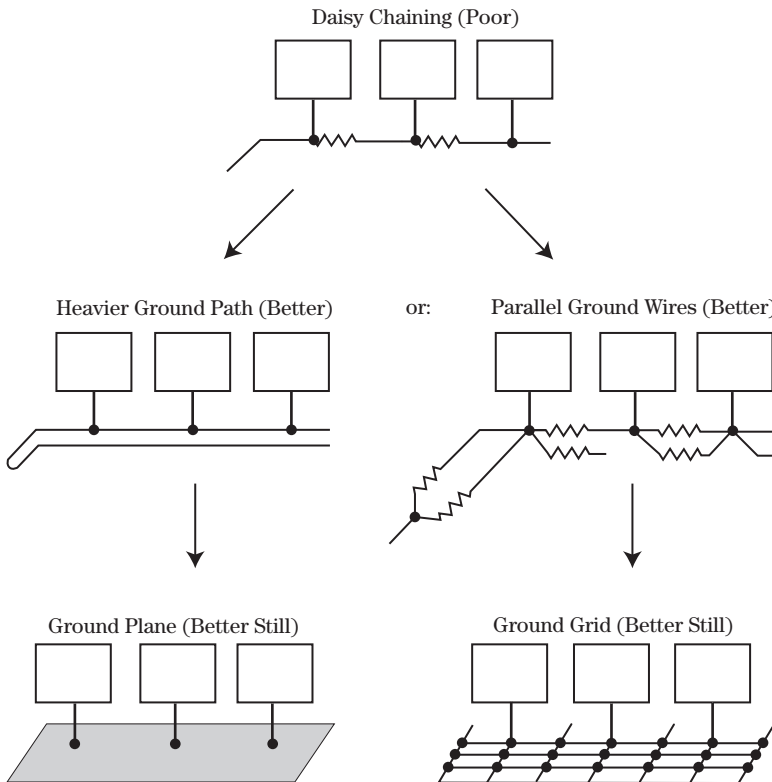 Daisy Chaining (Poor)
Heavier Ground Path (Better)
or:
Parallel Ground Wires (Better)
Ground Plane (Better Still)
Ground Grid (Better Still)